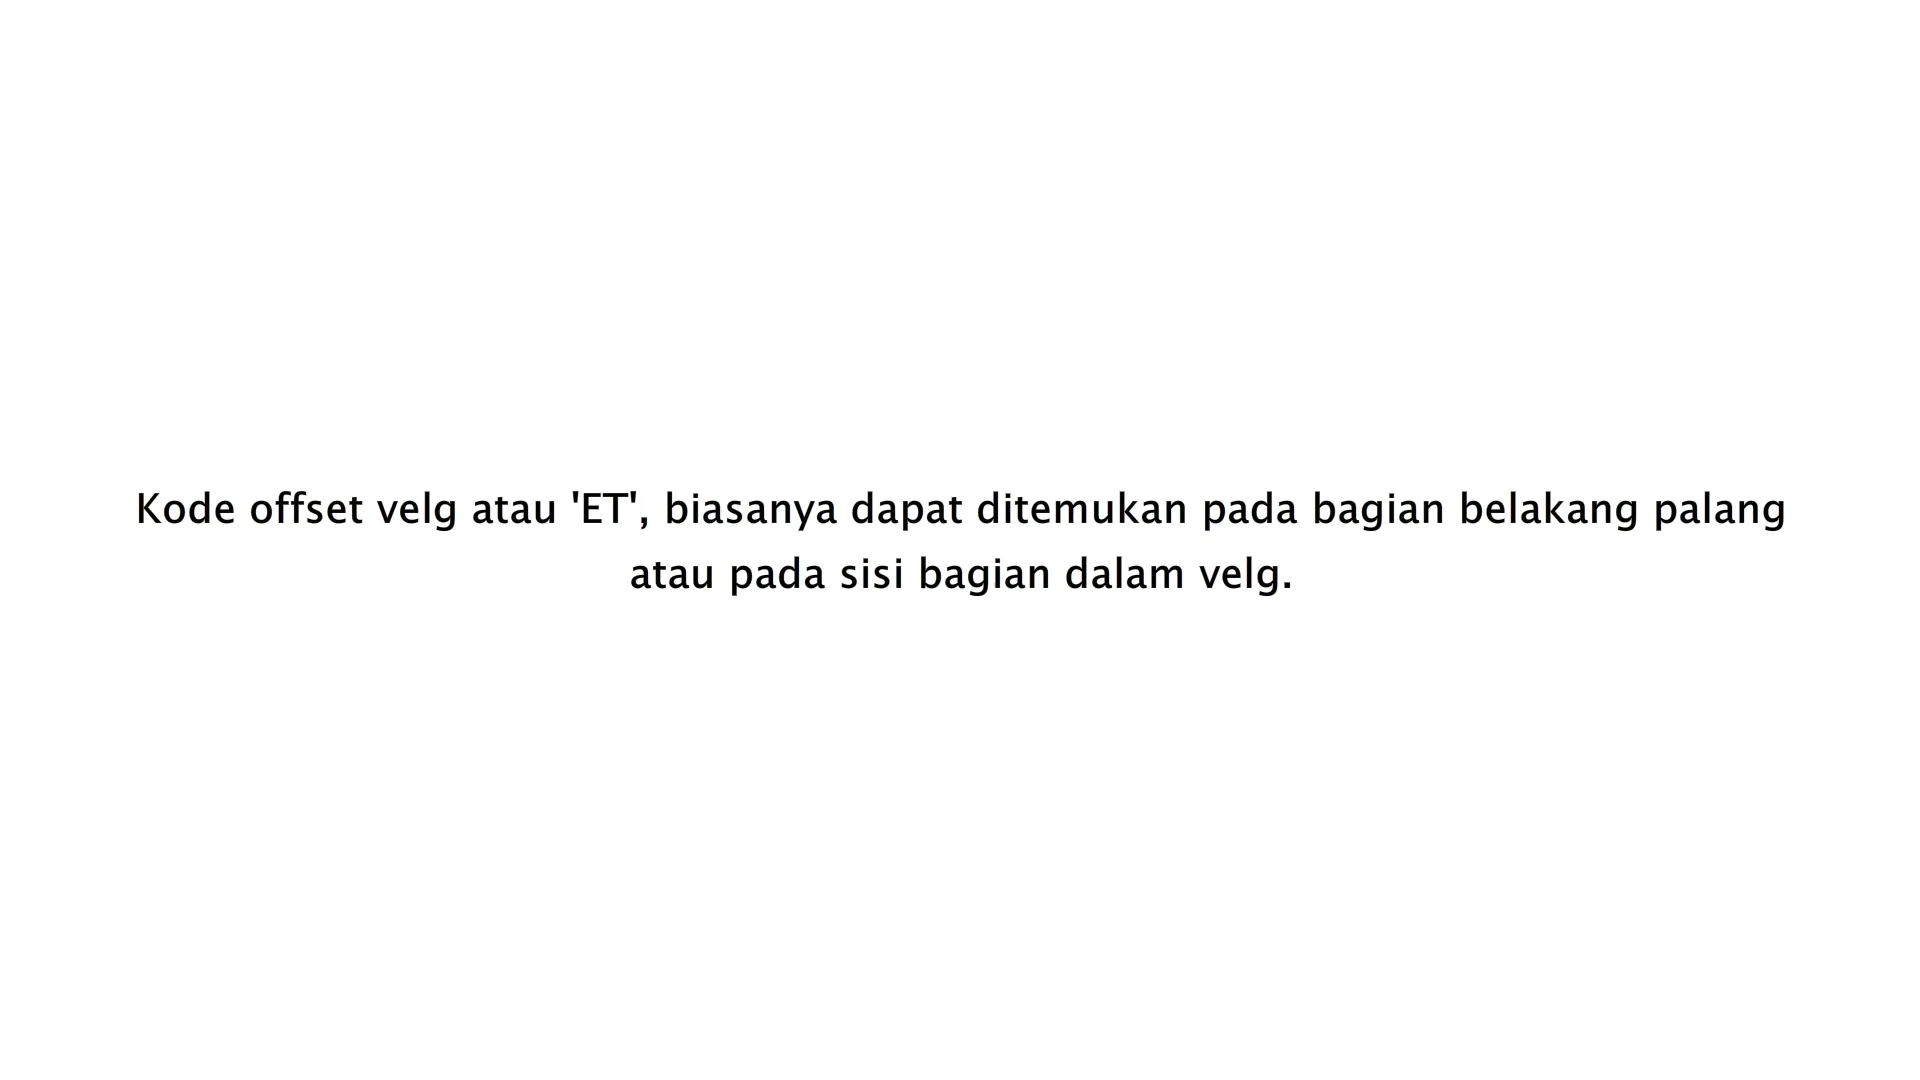 Kode offset velg atau 'ET', biasanya dapat ditemukan pada bagian belakang palang
atau pada sisi bagian dalam velg.